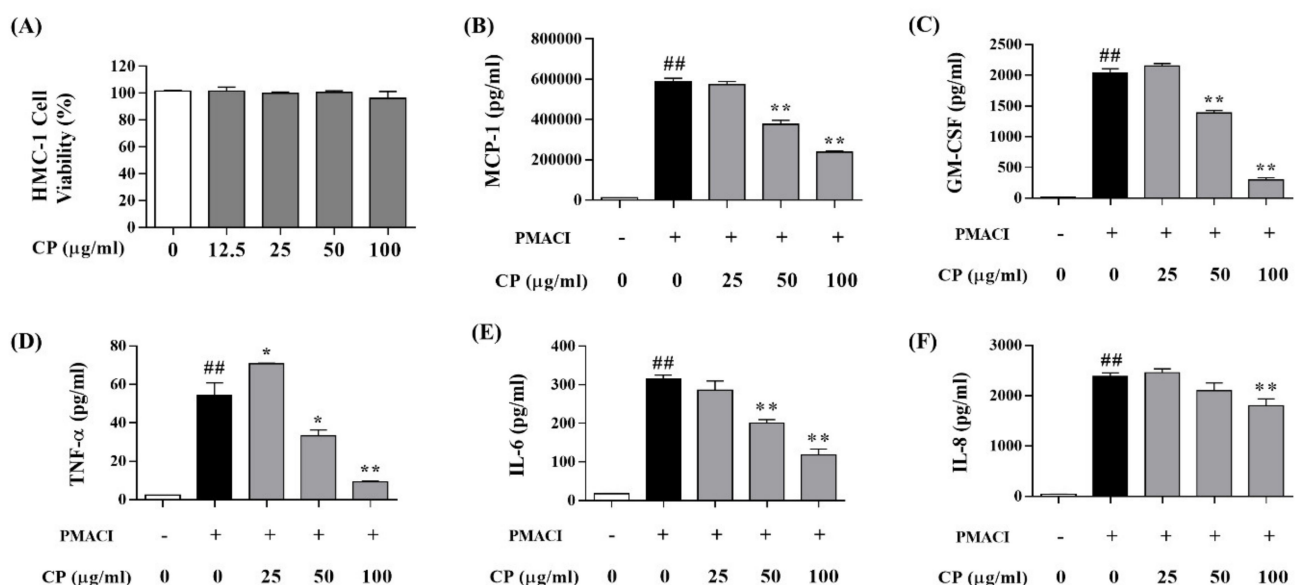 (A)
HMC-1 Cell
Viability (%)
120
100
80
60
40
20
0
CP (μg/ml) 0 12.5 25 50 100
(B)
MCP-1 (pg/ml)
800000
600000
400000
200000
0
##
**
**
PMACI - + + + +
CP (μg/ml) 0 0 25 50 100
(C)
GM-CSF (pg/ml)
2500
2000
1500
1000
500
0
##
**
**
PMACI - + + + +
CP (μg/ml) 0 0 25 50 100
(D)
TNF-α (pg/ml)
80
60
40
20
0
##
*
*
**
PMACI - + + + +
CP (μg/ml) 0 0 25 50 100
(E)
IL-6 (pg/ml)
400
300
200
100
0
##
**
**
PMACI - + + + +
CP (μg/ml) 0 0 25 50 100
(F)
IL-8 (pg/ml)
3000
2000
1000
0
##
**
PMACI - + + + +
CP (μg/ml) 0 0 25 50 100